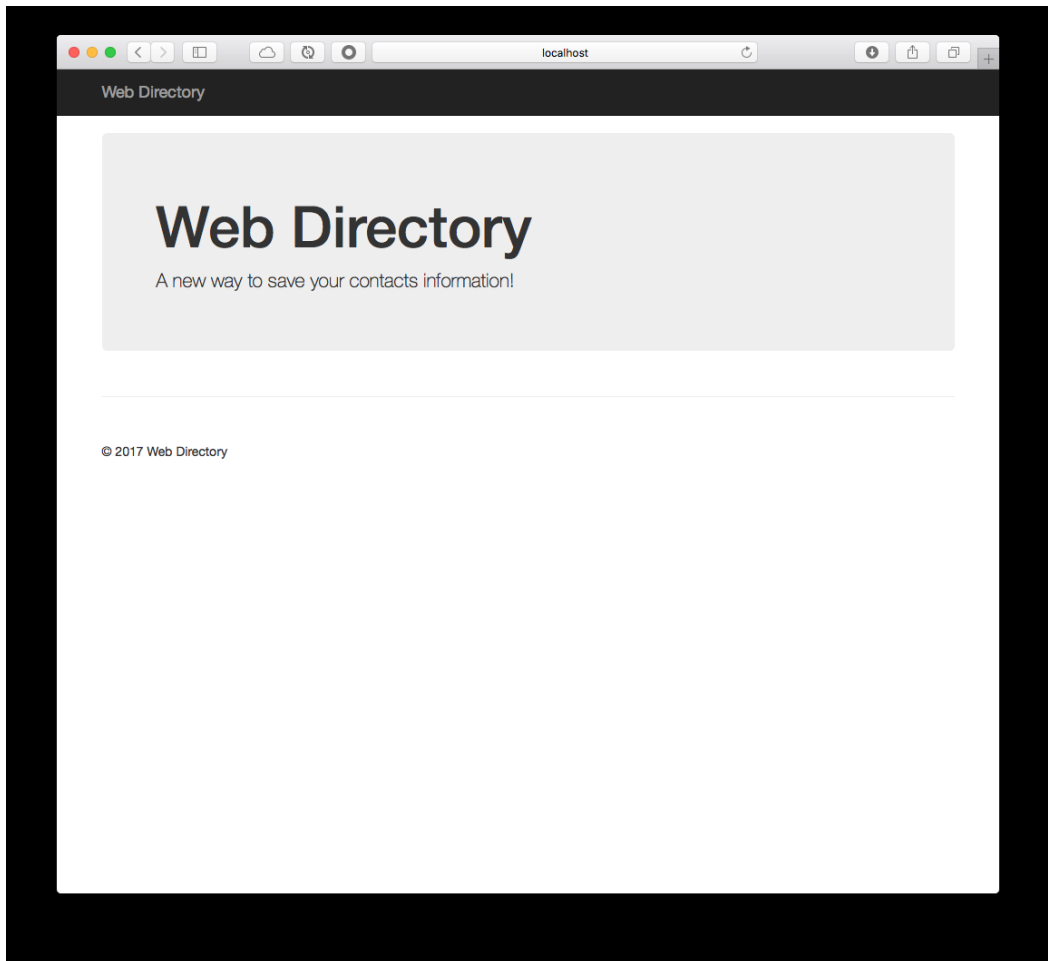 localhost
Web Directory
Web Directory
A new way to save your contacts information!
© 2017 Web Directory